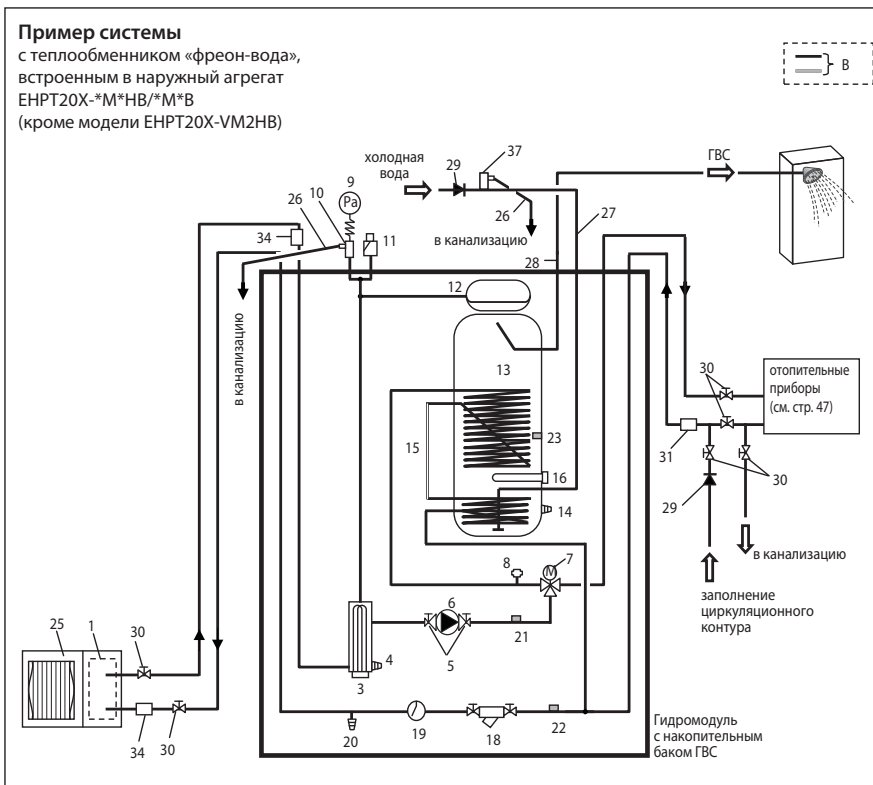 Пример системы
с теплообменником «фреон-вода»,
встроенным в наружный агрегат
EHPT20X-*M*HB/*M*B
(кроме модели EHPT20X-VM2HB)
B
холодная
вода
29
37
ГВС
9
Pa
26
10
11
34
26
27
в канализацию
28
12
в канализацию
13
30
отопительные
приборы
(см. стр. 47)
15
23
31
16
30
14
29
8
7
M
в канализацию
6
заполнение
циркуляционного
контура
25
1
30
21
4
5
3
Гидромодуль
с накопительным
баком ГВС
34
30
20
19
18
22